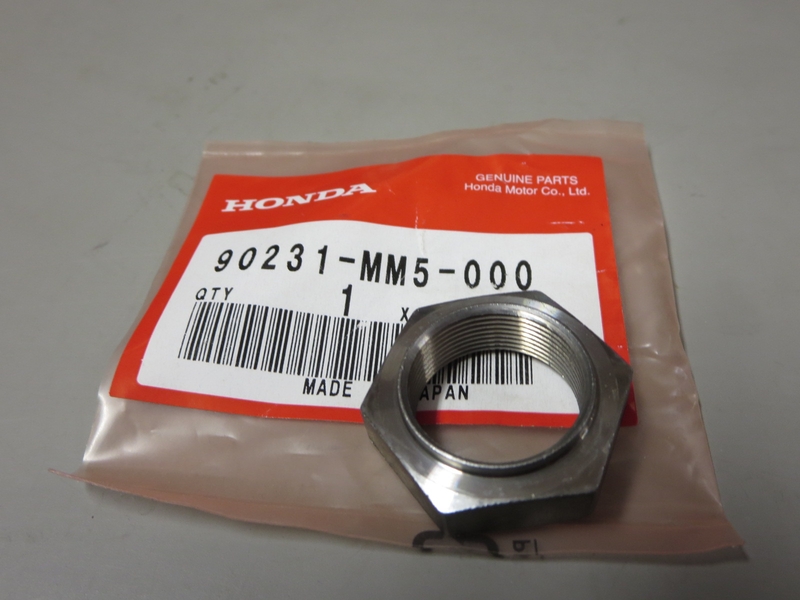 HONDA
GENUINE PARTS
Honda Motor Co., Ltd.
90231-MM5-000
QTY 1 X
MADE APAN